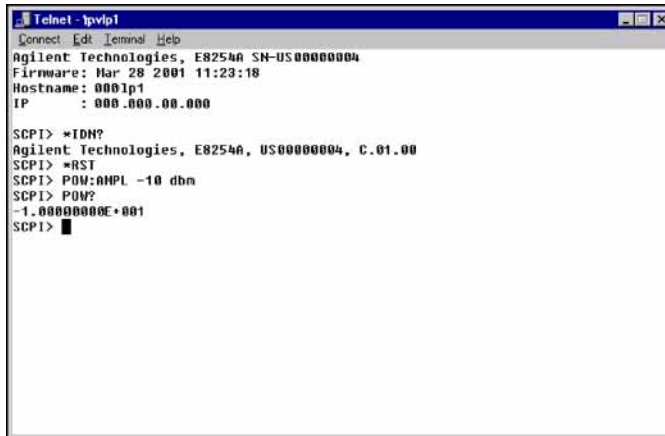 Telnet - lpvlp1
Connect Edit Terminal Help
Agilent Technologies, E8254A SN-US00000004
Firmware: Mar 28 2001 11:23:18
Hostname: 000lp1
IP : 000.000.00.000
SCPI> *IDN?
Agilent Technologies, E8254A, US00000004, C.01.00
SCPI> *RST
SCPI> POW:AMPL -10 dbm
SCPI> POW?
-1.00000000E+001
SCPI>